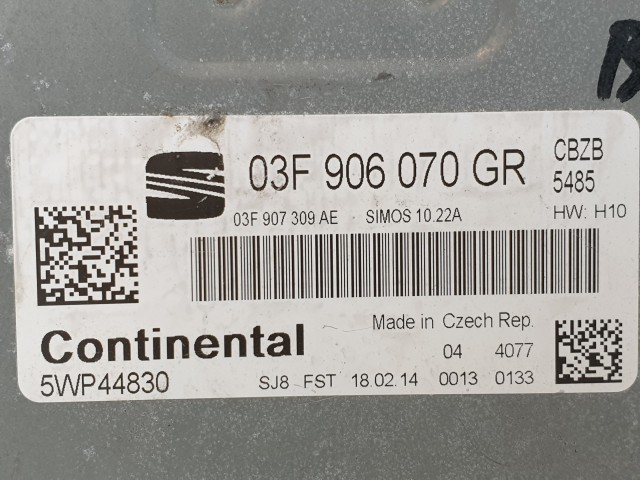 03F 906 070 GR
CBZB
5485
03F 907 309 AE SIMOS 10.22A
HW: H10
Continental
Made in Czech Rep.
04 4077
5WP44830
SJ8 FST 18.02.14 0013 0133